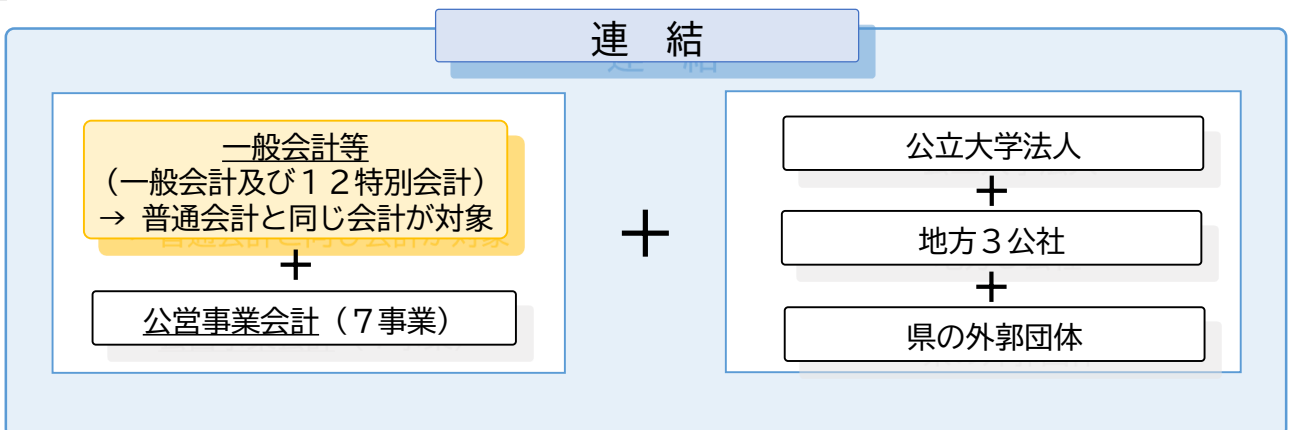 連 結
一般会計等
（一般会計及び１２特別会計）
→ 普通会計と同じ会計が対象
＋
公営事業会計（７事業）
＋
公立大学法人
＋
地方３公社
＋
県の外郭団体